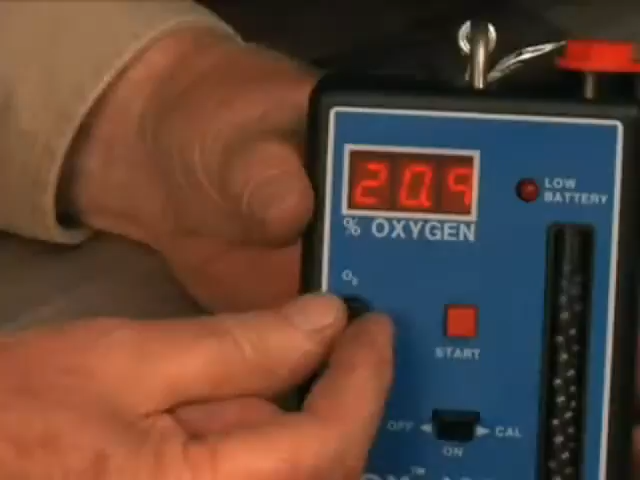 20.9
% OXYGEN
LOW
BATTERY
O₂
START
OFF
ON
CAL